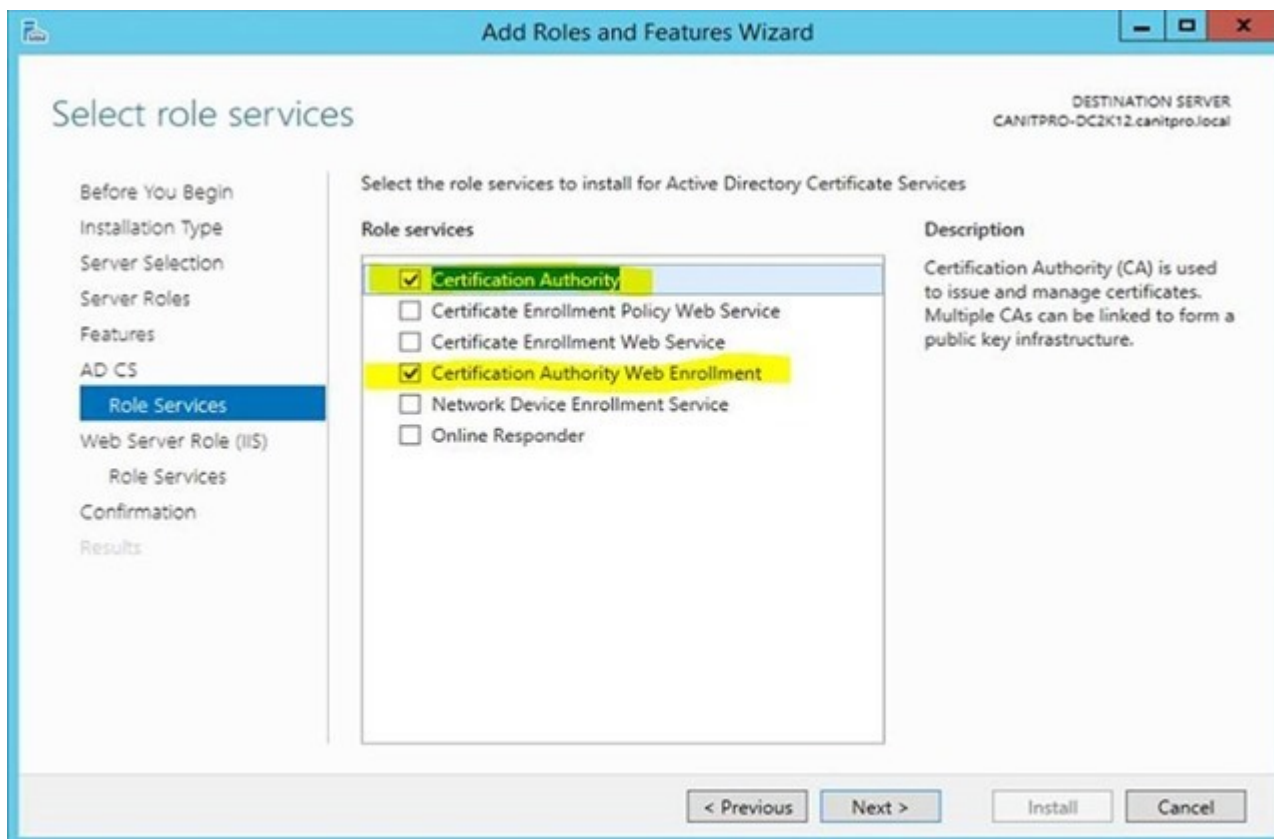 Add Roles and Features Wizard
Select role services
DESTINATION SERVER
CANITPRO-DC2K12.canitpro.local
Before You Begin
Installation Type
Server Selection
Server Roles
Features
AD CS
Role Services
Web Server Role (IIS)
Role Services
Confirmation
Results
Select the role services to install for Active Directory Certificate Services
Role services
Certification Authority
Certificate Enrollment Policy Web Service
Certificate Enrollment Web Service
Certification Authority Web Enrollment
Network Device Enrollment Service
Online Responder
Description
Certification Authority (CA) is used
to issue and manage certificates.
Multiple CAs can be linked to form a
public key infrastructure.
< Previous
Next >
Install
Cancel